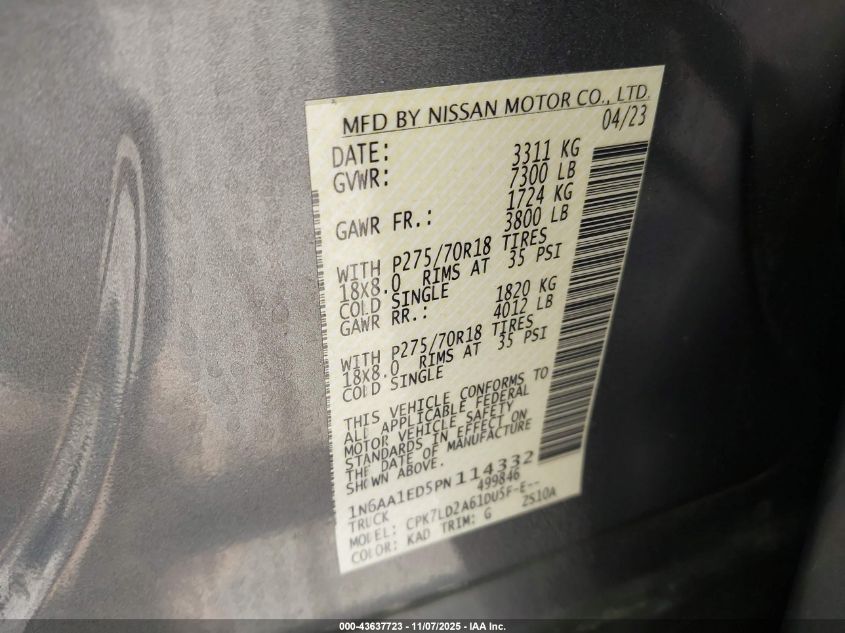 MFD BY NISSAN MOTOR CO., LTD.
DATE: 04/23
GVWR: 3311 KG
7300 LB
GAWR FR.: 1724 KG
3800 LB
WITH P275/70R18 TIRES
18X8.0 RIMS AT 35 PSI
COLD SINGLE
GAWR RR.: 1820 KG
4012 LB
WITH P275/70R18 TIRES
18X8.0 RIMS AT 35 PSI
COLD SINGLE
THIS VEHICLE CONFORMS TO
ALL APPLICABLE FEDERAL
MOTOR VEHICLE SAFETY
STANDARDS IN EFFECT ON
THE DATE OF MANUFACTURE
SHOWN ABOVE.
1N6AA1ED5PN114332
TRUCK 499846
MODEL: CPK7LD2A61DU5F-E--
COLOR: KAD TRIM: G ZS10A
000-43637723 - 11/07/2025 - IAA Inc.